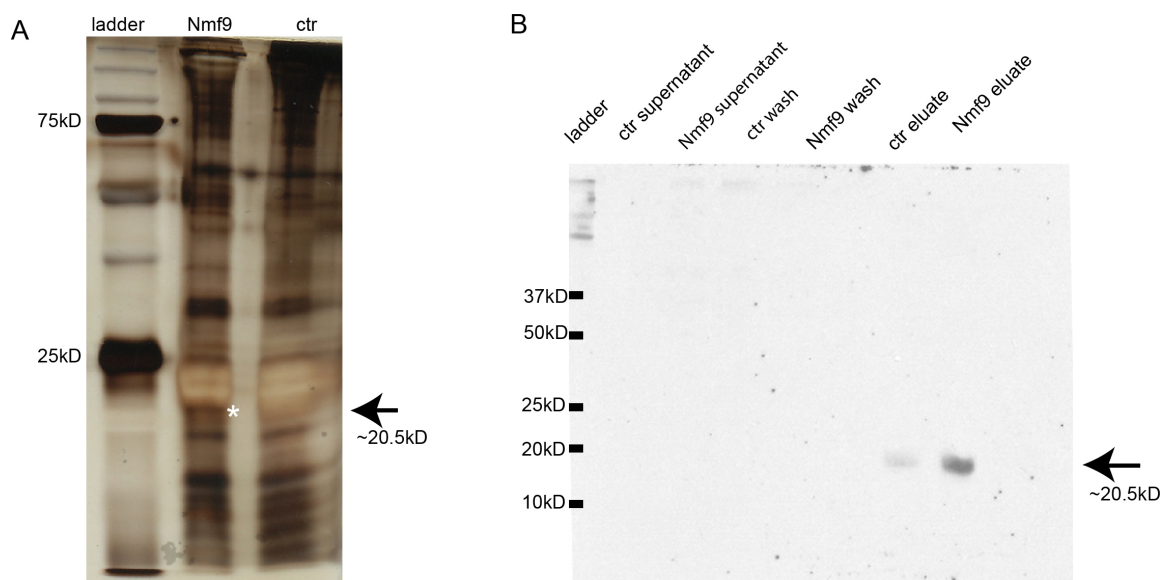 A
ladder Nmf9 ctr
75kD
25kD
*
~20.5kD
B
ladder
ctr supernatant
Nmf9 supernatant
ctr wash
Nmf9 wash
ctr eluate
Nmf9 eluate
37kD
50kD
25kD
20kD
10kD
~20.5kD